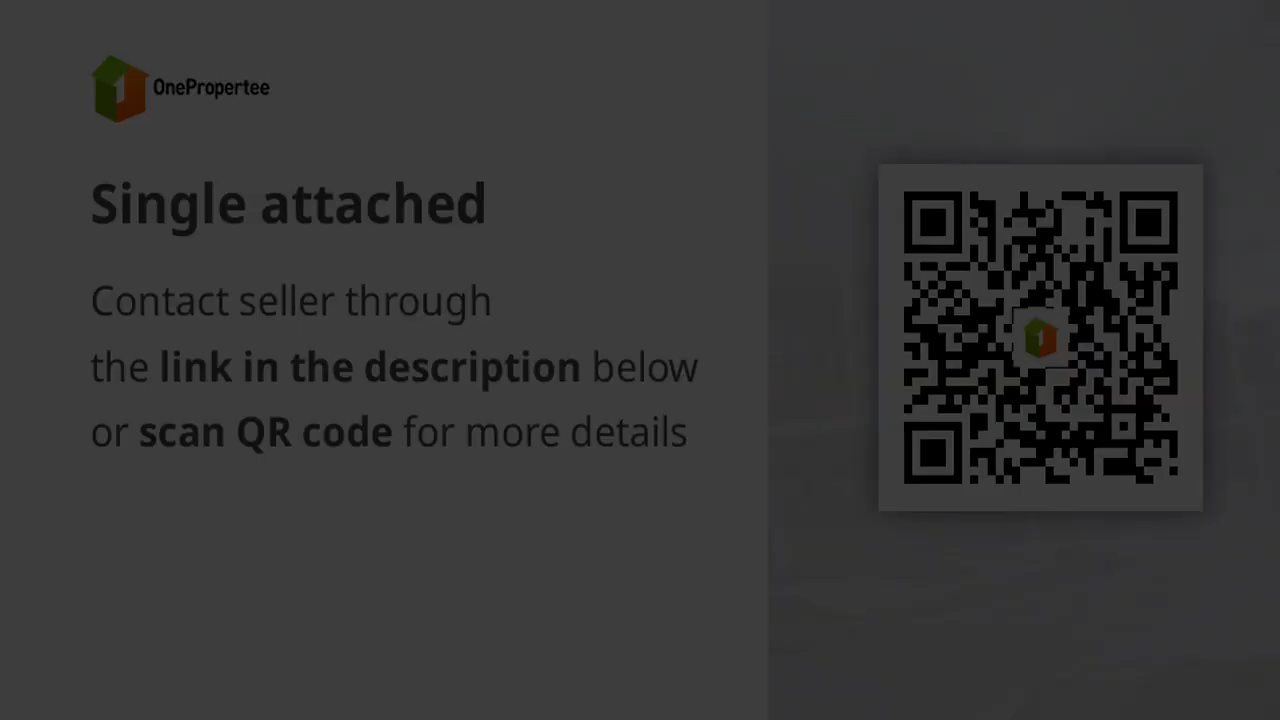 OnePropertee
Single attached
Contact seller through
the link in the description below
or scan QR code for more details